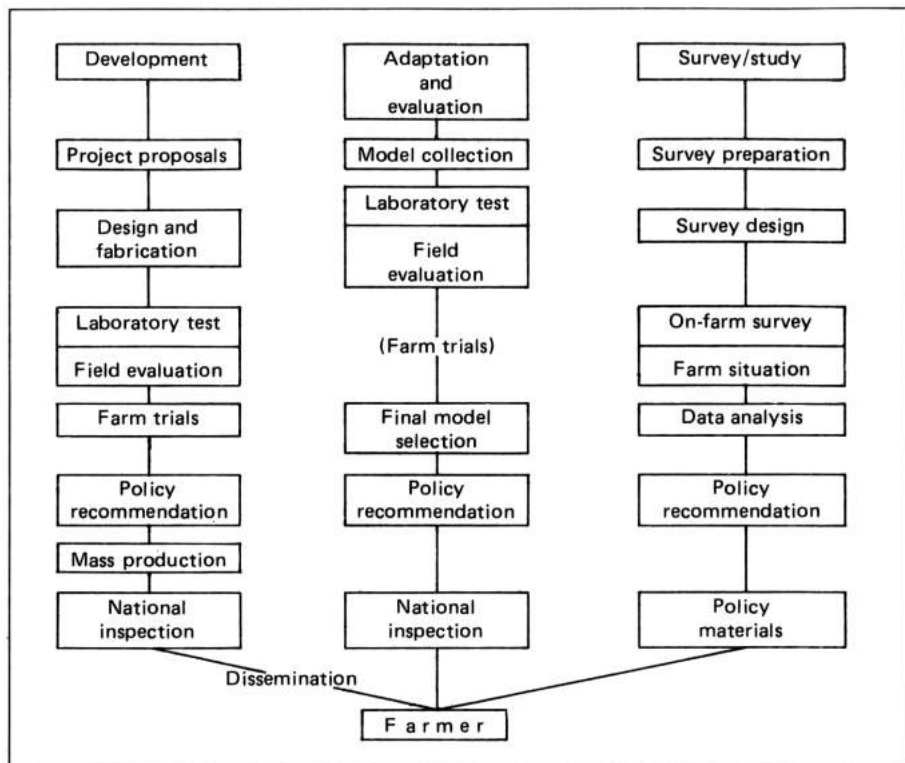 Development
Project proposals
Design and
fabrication
Laboratory test
Field evaluation
Farm trials
Policy
recommendation
Mass production
National
inspection
Adaptation
and
evaluation
Model collection
Laboratory test
Field
evaluation
(Farm trials)
Final model
selection
Policy
recommendation
National
inspection
Survey/study
Survey preparation
Survey design
On-farm survey
Farm situation
Data analysis
Policy
recommendation
Policy
materials
Dissemination
Farmer